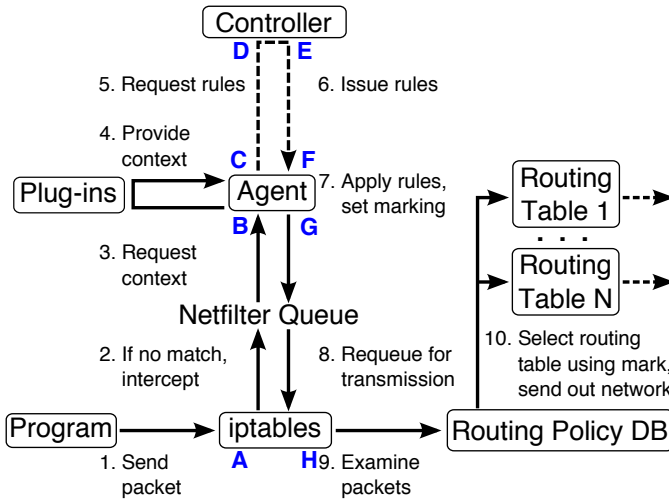 Controller
D E
5. Request rules
6. Issue rules
4. Provide
context
C F
Plug-ins
Agent
7. Apply rules,
set marking
B G
Routing
Table 1
. . .
Routing
Table N
3. Request
context
Netfilter Queue
2. If no match,
intercept
8. Requeue for
transmission
10. Select routing
table using mark,
send out network
Program
iptables
Routing Policy DB
A H
1. Send
packet
9. Examine
packets